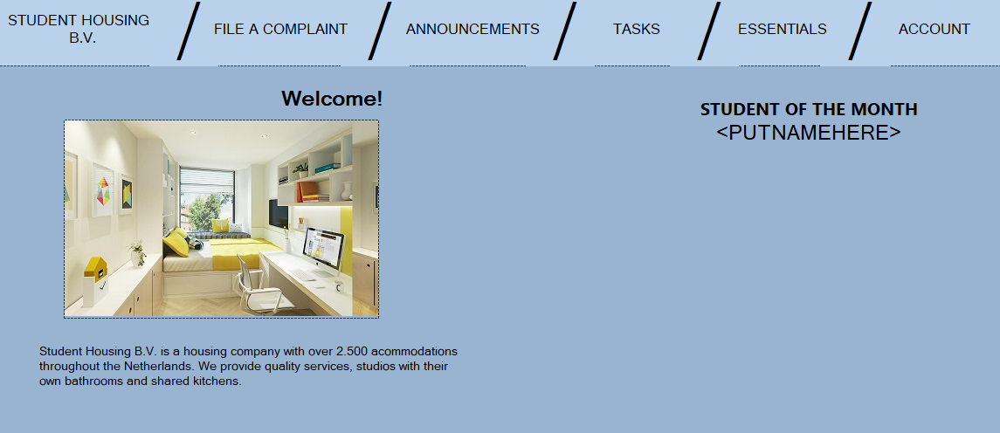 STUDENT HOUSING
B.V.
FILE A COMPLAINT
ANNOUNCEMENTS
TASKS
ESSENTIALS
ACCOUNT
Welcome!
STUDENT OF THE MONTH
<PUTNAMEHERE>
Student Housing B.V. is a housing company with over 2.500 acommodations
throughout the Netherlands. We provide quality services, studios with their
own bathrooms and shared kitchens.